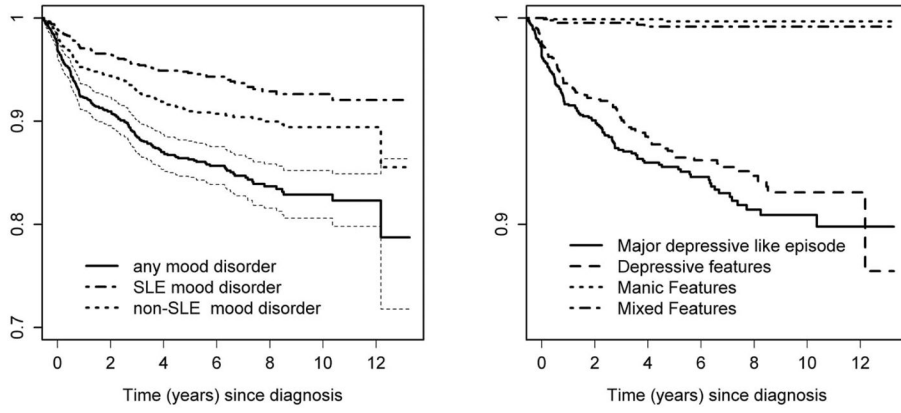 1
0.9
0.8
0.7
any mood disorder
SLE mood disorder
non-SLE mood disorder
0 2 4 6 8 10 12
Time (years) since diagnosis
1
0.9
Major depressive like episode
Depressive features
Manic Features
Mixed Features
0 2 4 6 8 10 12
Time (years) since diagnosis